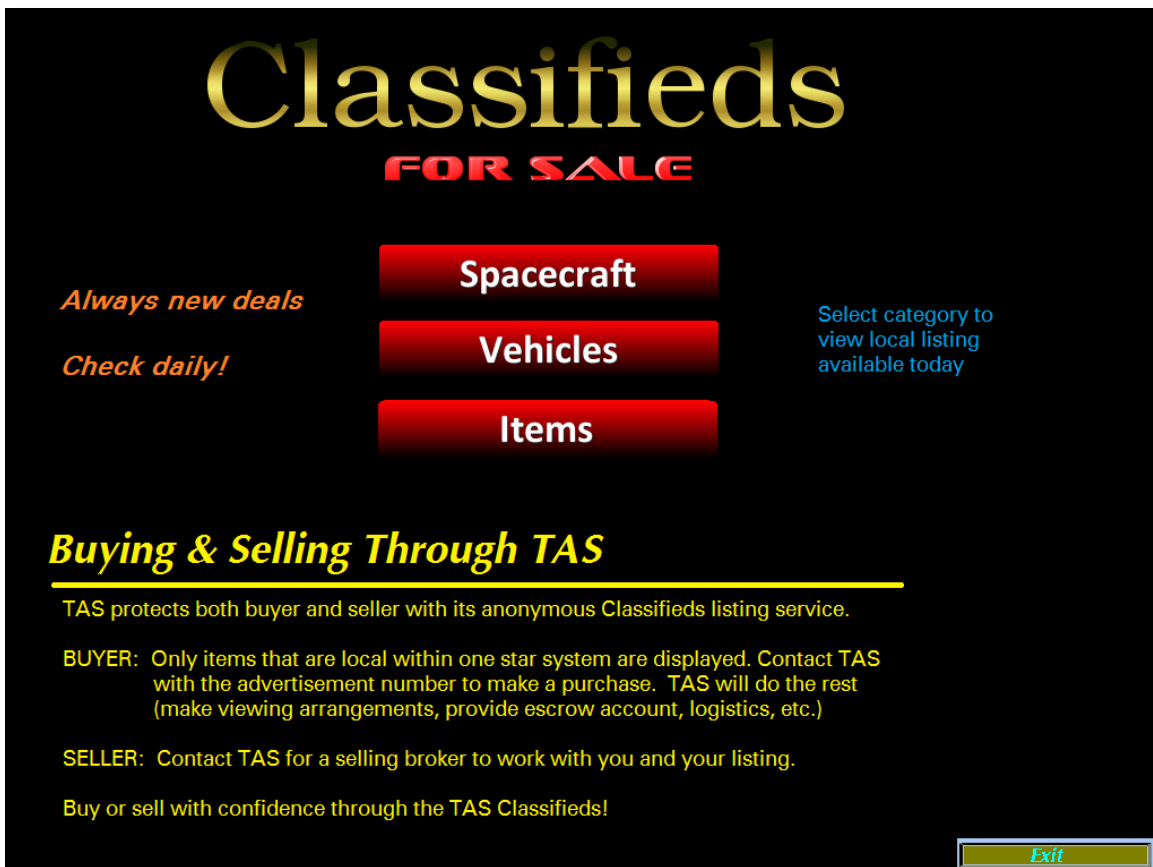 Classifieds
FOR SALE
Spacecraft
Always new deals
Vehicles
Check daily!
Select category to
view local listing
available today
Items
Buying & Selling Through TAS
TAS protects both buyer and seller with its anonymous Classifieds listing service.
BUYER: Only items that are local within one star system are displayed. Contact TAS
with the advertisement number to make a purchase. TAS will do the rest
(make viewing arrangements, provide escrow account, logistics, etc.)
SELLER: Contact TAS for a selling broker to work with you and your listing.
Buy or sell with confidence through the TAS Classifieds!
Exit